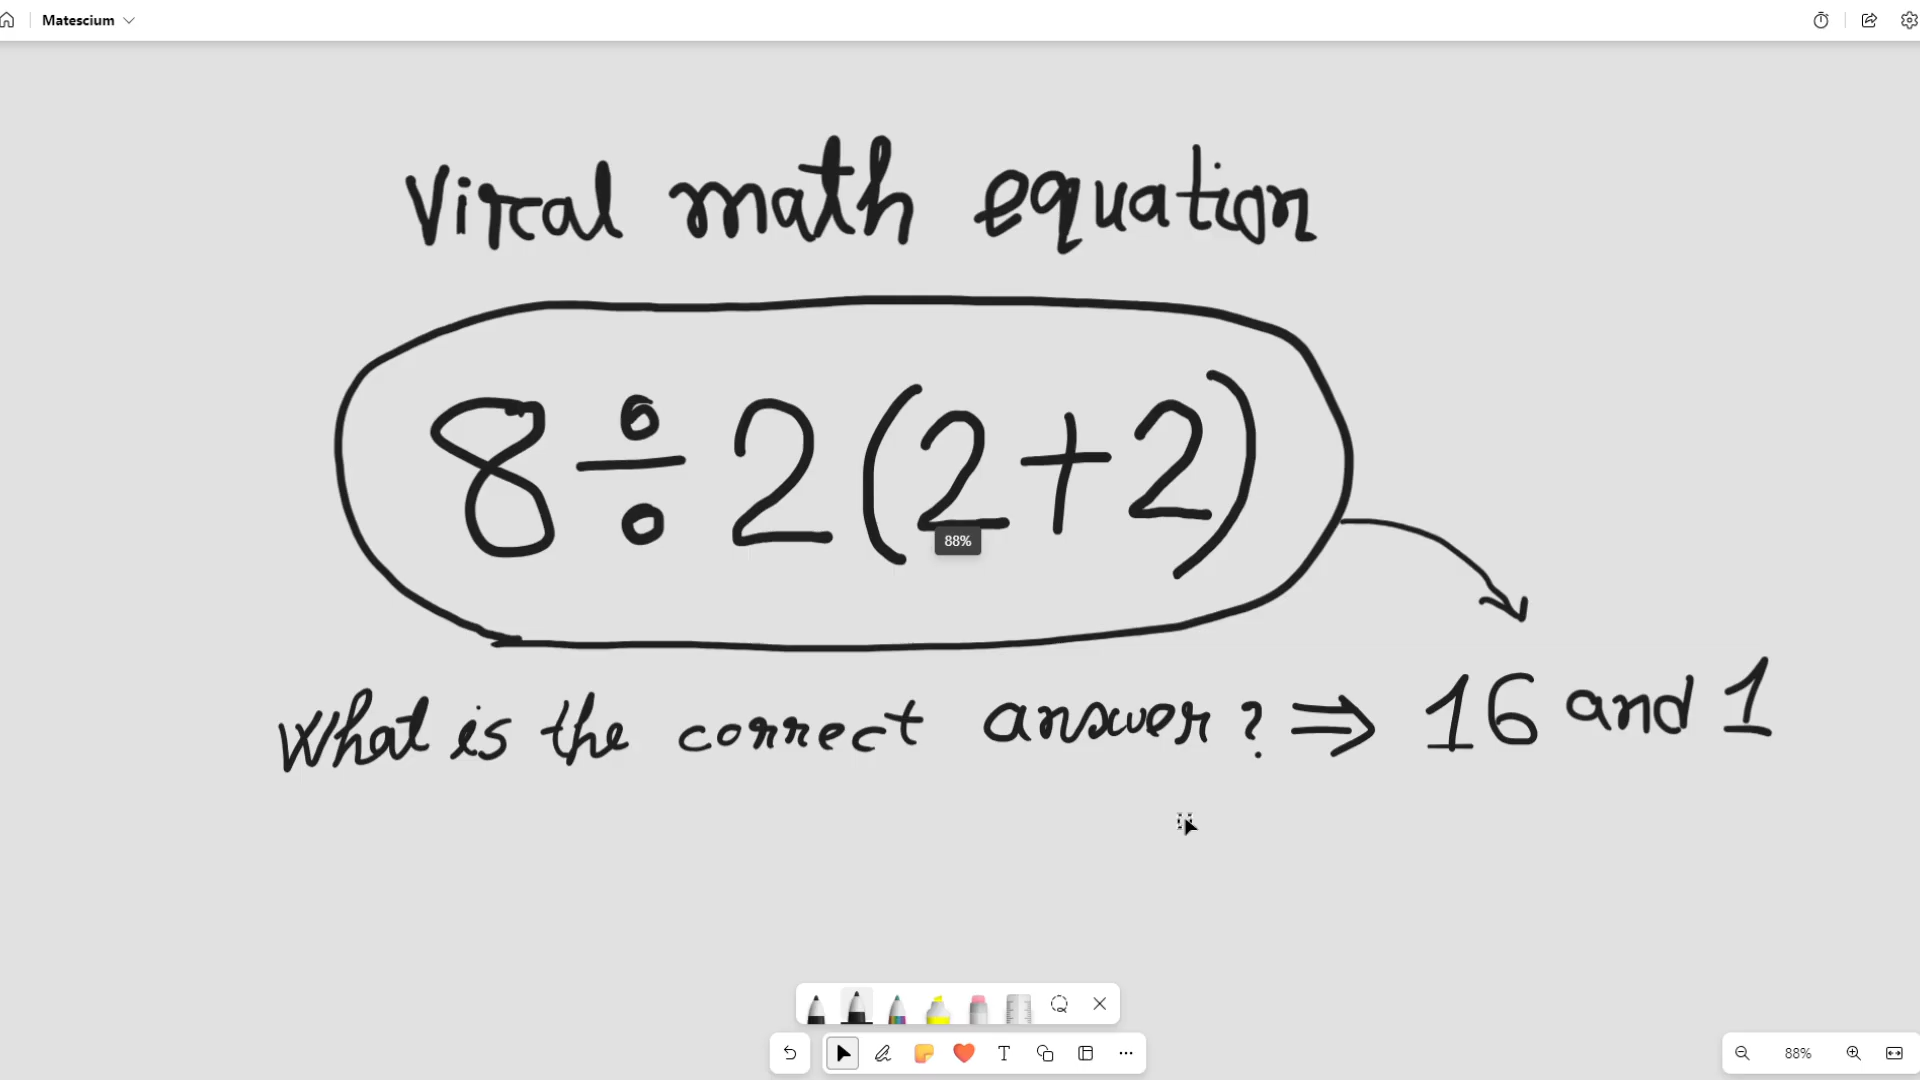 Matescium
Viral math equation
8 ÷ 2 (2+2)
88%
What is the correct answer ? ⇒ 16 and 1
88%